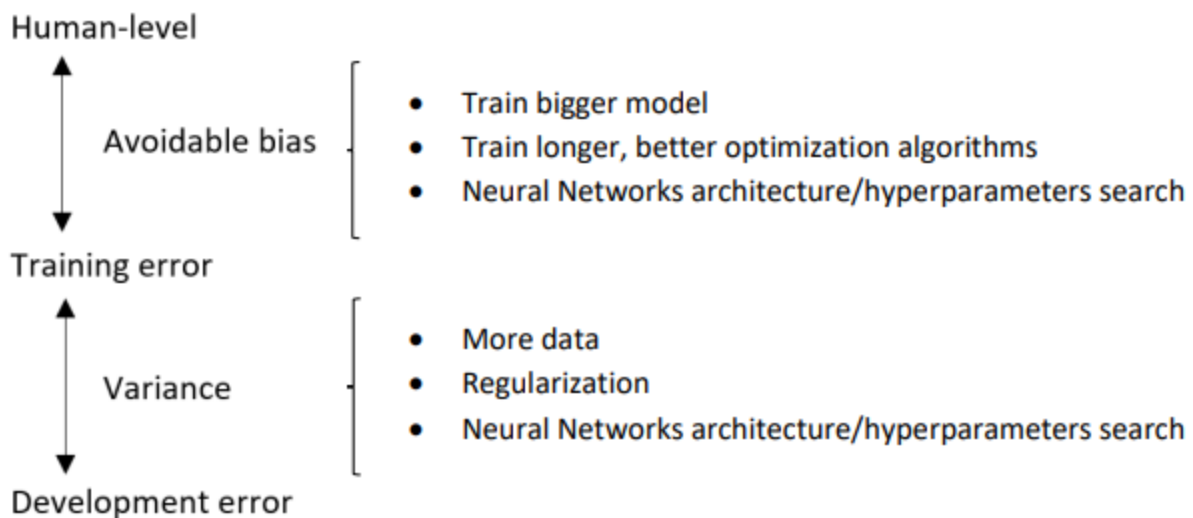 Human-level
Avoidable bias
• Train bigger model
• Train longer, better optimization algorithms
• Neural Networks architecture/hyperparameters search
Training error
Variance
• More data
• Regularization
• Neural Networks architecture/hyperparameters search
Development error